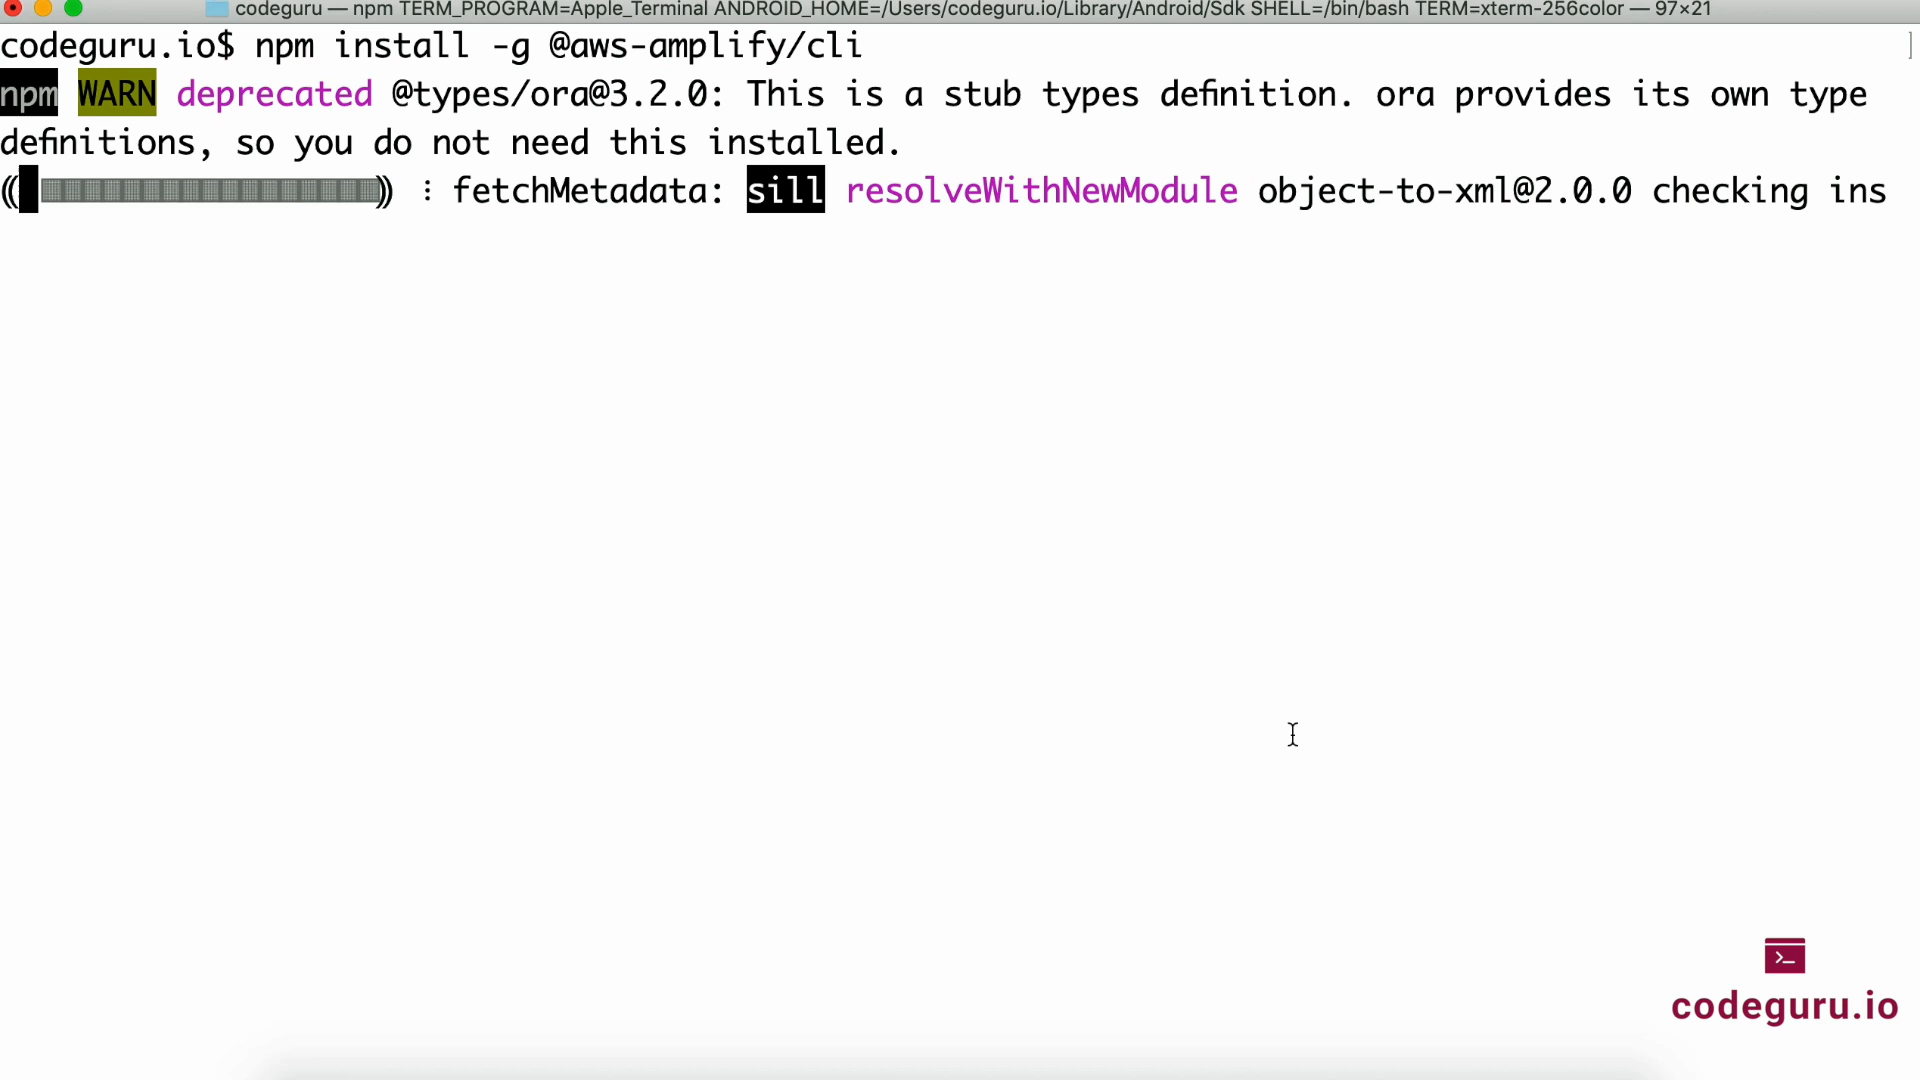 codeguru — npm TERM_PROGRAM=Apple_Terminal ANDROID_HOME=/Users/codeguru.io/Library/Android/Sdk SHELL=/bin/bash TERM=xterm-256color — 97×21
codeguru.io$ npm install -g @aws-amplify/cli ]
npm WARN deprecated @types/ora@3.2.0: This is a stub types definition. ora provides its own type
definitions, so you do not need this installed.
((█░░░░░░░░░░░░░░░░░)) ⠸ fetchMetadata: sill resolveWithNewModule object-to-xml@2.0.0 checking ins
>_
codeguru.io